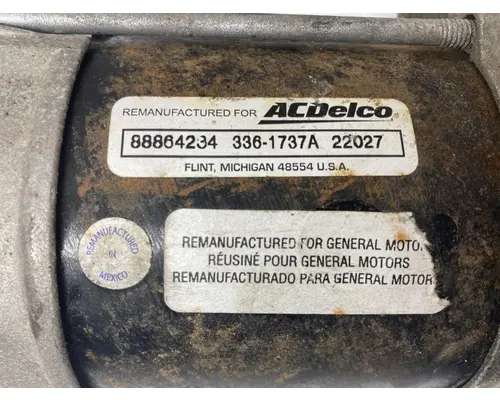 REMANUFACTURED FOR ACDelco
88864234 336-1737A 22027
FLINT, MICHIGAN 48554 U.S.A.
REMANUFACTURED
IN
MEXICO
REMANUFACTURED FOR GENERAL MOTOR
RÉUSINÉ POUR GENERAL MOTORS
REMANUFACTURADO PARA GENERAL MOTOR